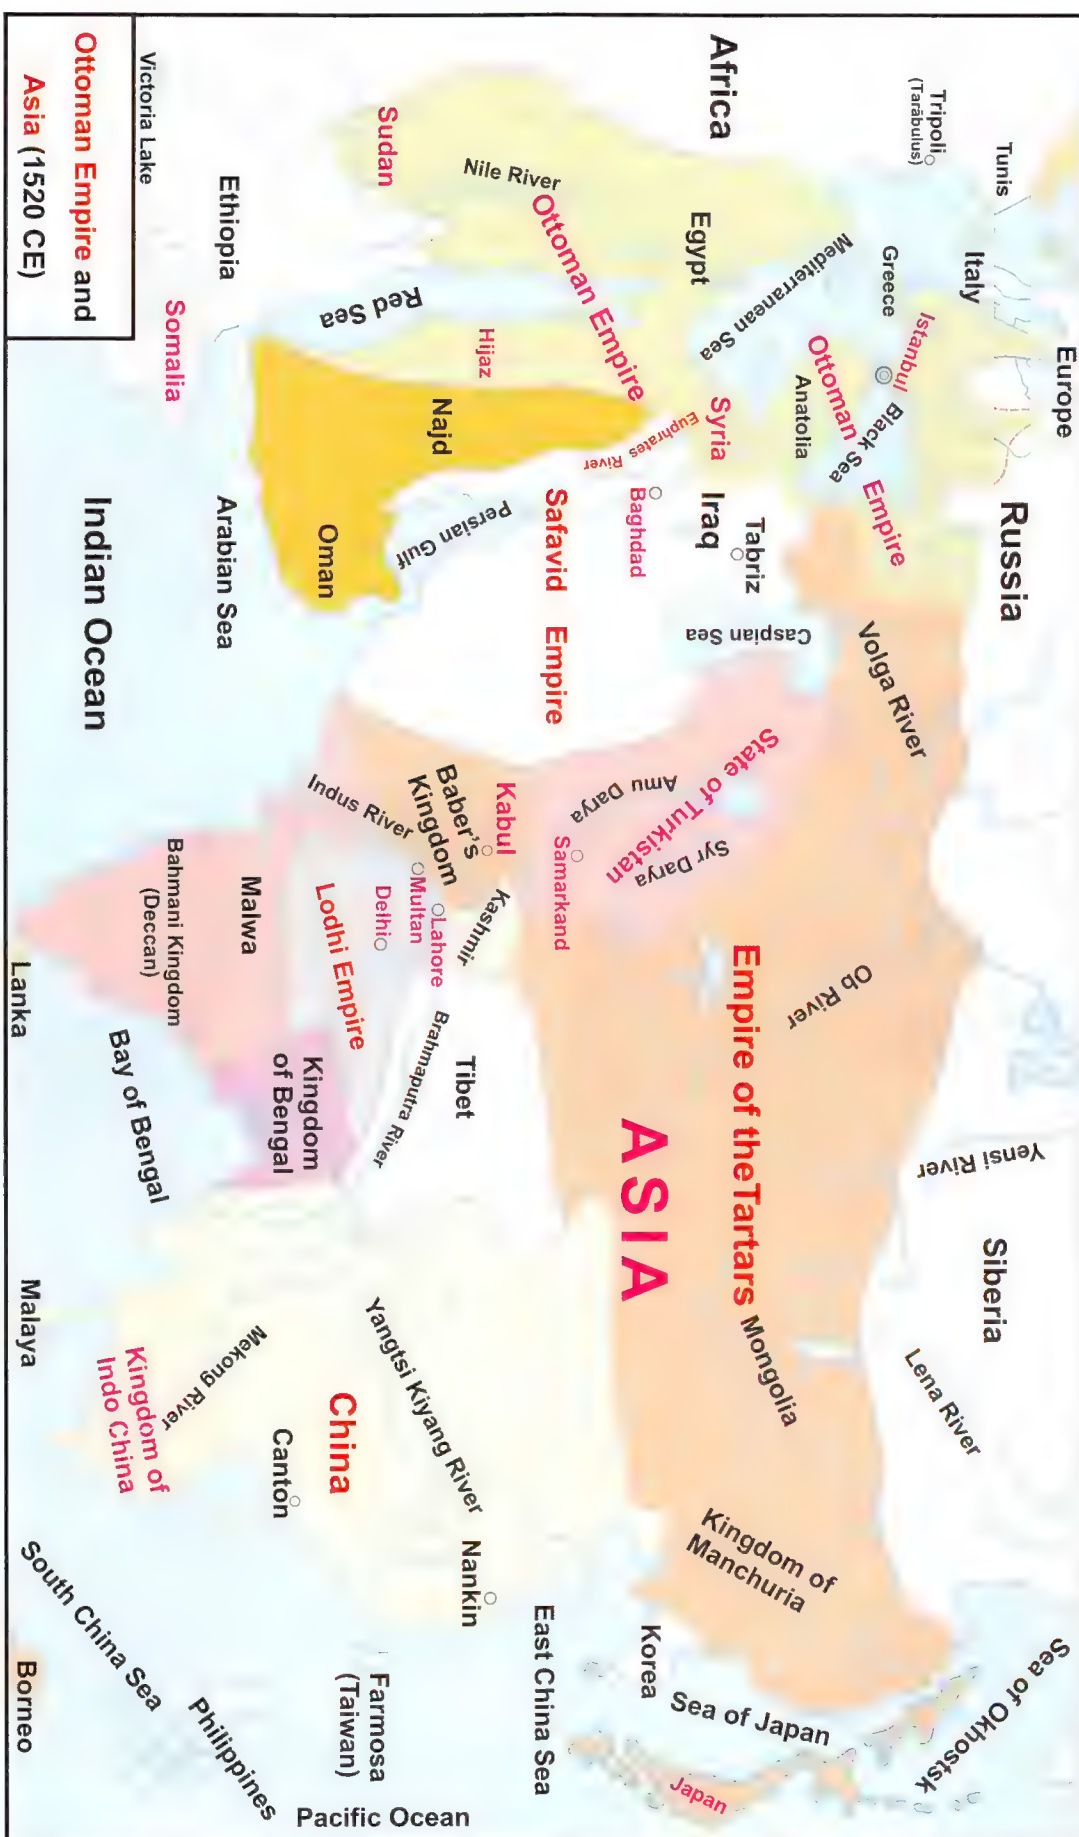 Europe
Russia
Siberia
Sea of Okhostsk
Tunis
Italy
Yensi River
Lena River
Tripoli
(Tarābulus)
Greece
Istanbul
Black Sea
Ottoman Empire
Volga River
Ob River
Africa
Mediterranean Sea
Anatolia
Tabriz
Caspian Sea
State of Turkistan
Empire of theTartars
Mongolia
Kingdom of
Manchuria
Sea of Japan
Japan
Egypt
Syria
Iraq
Syr Darya
Amu Darya
ASIA
Korea
Ottoman Empire
Euphrates River
Baghdad
Samarkand
Nile River
Safavid Empire
East China Sea
Hijaz
Kabul
Kashmir
Tibet
Nankin
Sudan
Red Sea
Najd
Persian Gulf
Baber's
Kingdom
Lahore
Multan
Delhi
Brahmaputra River
Yangtsi Kiyang River
Farmosa
(Taiwan)
Pacific Ocean
Oman
Indus River
Lodhi Empire
Kingdom
of Bengal
China
Canton
Ethiopia
Arabian Sea
Malwa
Mekong River
Philippines
Victoria Lake
Somalia
Bahmani Kingdom
(Deccan)
Bay of Bengal
Kingdom of
Indo China
South China Sea
Indian Ocean
Lanka
Malaya
Borneo
Ottoman Empire and
Asia (1520 CE)